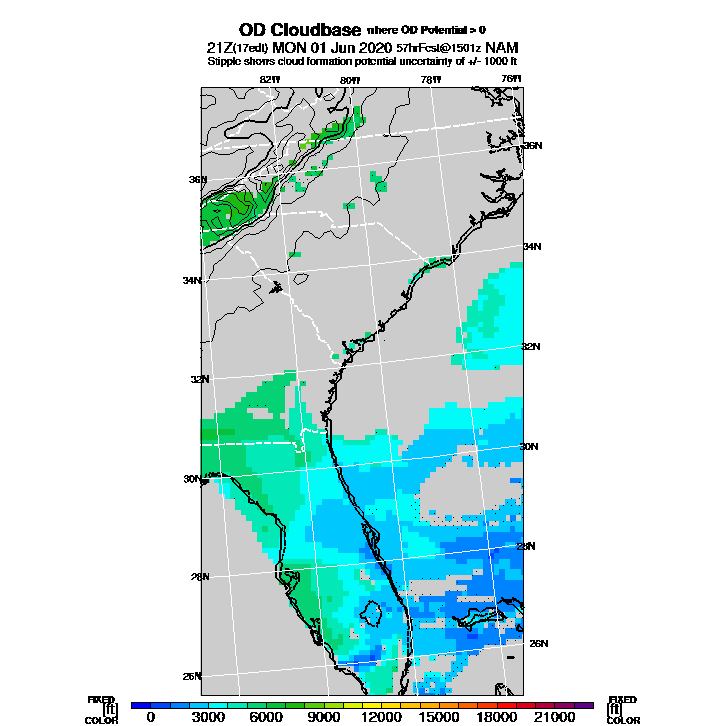 OD Cloudbase where OD Potential > 0
21Z(17edt) MON 01 Jun 2020 57hrFcst@1501z NAM
Stipple shows cloud formation potential uncertainty of +/- 1000 ft
82W 80W 78W 76W
36N
36N
34N
34N
32N
32N
30N
30N
28N
28N
26N
26N
FIXED FIXED
[ft] 0 3000 6000 9000 12000 15000 18000 21000 [ft]
COLOR COLOR